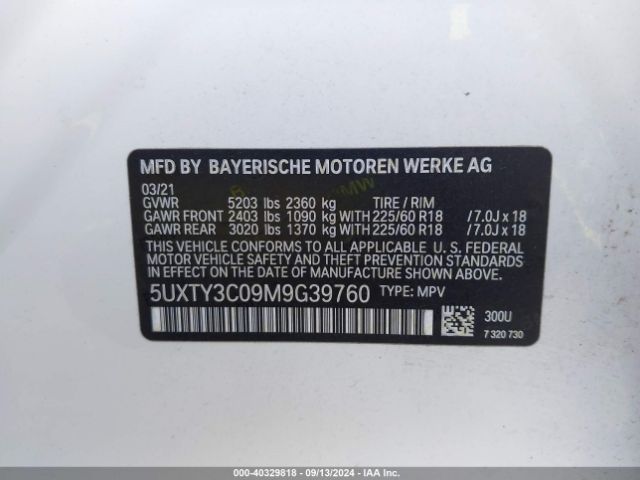 MFD BY BAYERISCHE MOTOREN WERKE AG
03/21
GVWR 5203 lbs 2360 kg TIRE / RIM
GAWR FRONT 2403 lbs 1090 kg WITH 225/60 R18 / 7.0J x 18
GAWR REAR 3020 lbs 1370 kg WITH 225/60 R18 / 7.0J x 18
THIS VEHICLE CONFORMS TO ALL APPLICABLE U. S. FEDERAL
MOTOR VEHICLE SAFETY AND THEFT PREVENTION STANDARDS
IN EFFECT ON THE DATE OF MANUFACTURE SHOWN ABOVE.
5UXTY3C09M9G39760 TYPE: MPV
300U
7 320 730
000-40329818 - 09/13/2024 - IAA Inc.